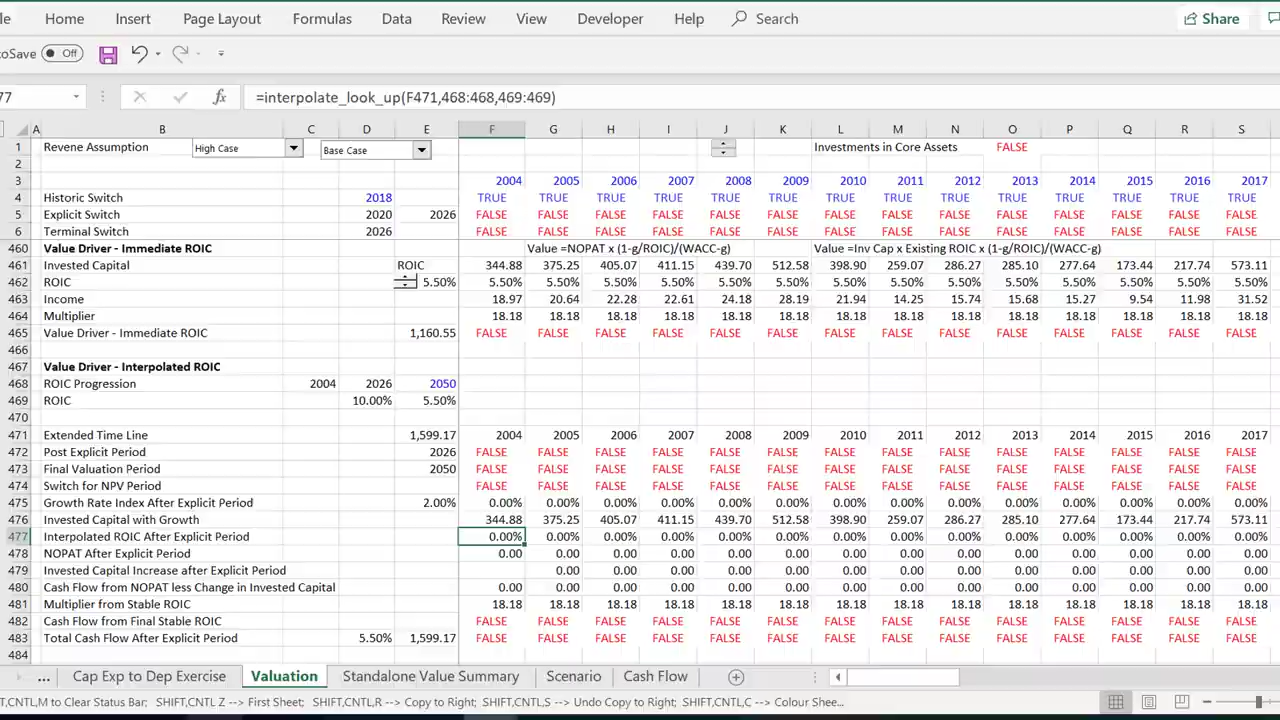 le Home Insert Page Layout Formulas Data Review View Developer Help Search Share
oSave Off
77 fx =interpolate_look_up(F471,468:468,469:469)
A B C D E F G H I J K L M N O P Q R S
1 Revene Assumption High Case Base Case Investments in Core Assets FALSE
2
3 2004 2005 2006 2007 2008 2009 2010 2011 2012 2013 2014 2015 2016 2017
4 Historic Switch 2018 TRUE TRUE TRUE TRUE TRUE TRUE TRUE TRUE TRUE TRUE TRUE TRUE TRUE TRUE
5 Explicit Switch 2020 2026 FALSE FALSE FALSE FALSE FALSE FALSE FALSE FALSE FALSE FALSE FALSE FALSE FALSE FALSE
6 Terminal Switch 2026 FALSE FALSE FALSE FALSE FALSE FALSE FALSE FALSE FALSE FALSE FALSE FALSE FALSE FALSE
460 Value Driver - Immediate ROIC Value =NOPAT x (1-g/ROIC)/(WACC-g) Value =Inv Cap x Existing ROIC x (1-g/ROIC)/(WACC-g)
461 Invested Capital ROIC 344.88 375.25 405.07 411.15 439.70 512.58 398.90 259.07 286.27 285.10 277.64 173.44 217.74 573.11
462 ROIC 5.50% 5.50% 5.50% 5.50% 5.50% 5.50% 5.50% 5.50% 5.50% 5.50% 5.50% 5.50% 5.50% 5.50% 5.50%
463 Income 18.97 20.64 22.28 22.61 24.18 28.19 21.94 14.25 15.74 15.68 15.27 9.54 11.98 31.52
464 Multiplier 18.18 18.18 18.18 18.18 18.18 18.18 18.18 18.18 18.18 18.18 18.18 18.18 18.18 18.18
465 Value Driver - Immediate ROIC 1,160.55 FALSE FALSE FALSE FALSE FALSE FALSE FALSE FALSE FALSE FALSE FALSE FALSE FALSE FALSE
466
467 Value Driver - Interpolated ROIC
468 ROIC Progression 2004 2026 2050
469 ROIC 10.00% 5.50%
470
471 Extended Time Line 1,599.17 2004 2005 2006 2007 2008 2009 2010 2011 2012 2013 2014 2015 2016 2017
472 Post Explicit Period 2026 FALSE FALSE FALSE FALSE FALSE FALSE FALSE FALSE FALSE FALSE FALSE FALSE FALSE FALSE
473 Final Valuation Period 2050 FALSE FALSE FALSE FALSE FALSE FALSE FALSE FALSE FALSE FALSE FALSE FALSE FALSE FALSE
474 Switch for NPV Period FALSE FALSE FALSE FALSE FALSE FALSE FALSE FALSE FALSE FALSE FALSE FALSE FALSE FALSE
475 Growth Rate Index After Explicit Period 2.00% 0.00% 0.00% 0.00% 0.00% 0.00% 0.00% 0.00% 0.00% 0.00% 0.00% 0.00% 0.00% 0.00% 0.00%
476 Invested Capital with Growth 344.88 375.25 405.07 411.15 439.70 512.58 398.90 259.07 286.27 285.10 277.64 173.44 217.74 573.11
477 Interpolated ROIC After Explicit Period 0.00% 0.00% 0.00% 0.00% 0.00% 0.00% 0.00% 0.00% 0.00% 0.00% 0.00% 0.00% 0.00% 0.00%
478 NOPAT After Explicit Period 0.00 0.00 0.00 0.00 0.00 0.00 0.00 0.00 0.00 0.00 0.00 0.00 0.00 0.00
479 Invested Capital Increase after Explicit Period 0.00 0.00 0.00 0.00 0.00 0.00 0.00 0.00 0.00 0.00 0.00 0.00 0.00
480 Cash Flow from NOPAT less Change in Invested Capital 0.00 0.00 0.00 0.00 0.00 0.00 0.00 0.00 0.00 0.00 0.00 0.00 0.00 0.00
481 Multiplier from Stable ROIC 18.18 18.18 18.18 18.18 18.18 18.18 18.18 18.18 18.18 18.18 18.18 18.18 18.18 18.18
482 Cash Flow from Final Stable ROIC FALSE FALSE FALSE FALSE FALSE FALSE FALSE FALSE FALSE FALSE FALSE FALSE FALSE FALSE
483 Total Cash Flow After Explicit Period 5.50% 1,599.17 FALSE FALSE FALSE FALSE FALSE FALSE FALSE FALSE FALSE FALSE FALSE FALSE FALSE FALSE
484
... Cap Exp to Dep Exercise Valuation Standalone Value Summary Scenario Cash Flow
,CNTL,M to Clear Status Bar; SHIFT,CNTL Z --> First Sheet; SHIFT,CNTL,R --> Copy to Right; SHIFT,CNTL,S --> Undo Copy to Right; SHIFT,CNTL,C --> Colour Shee...